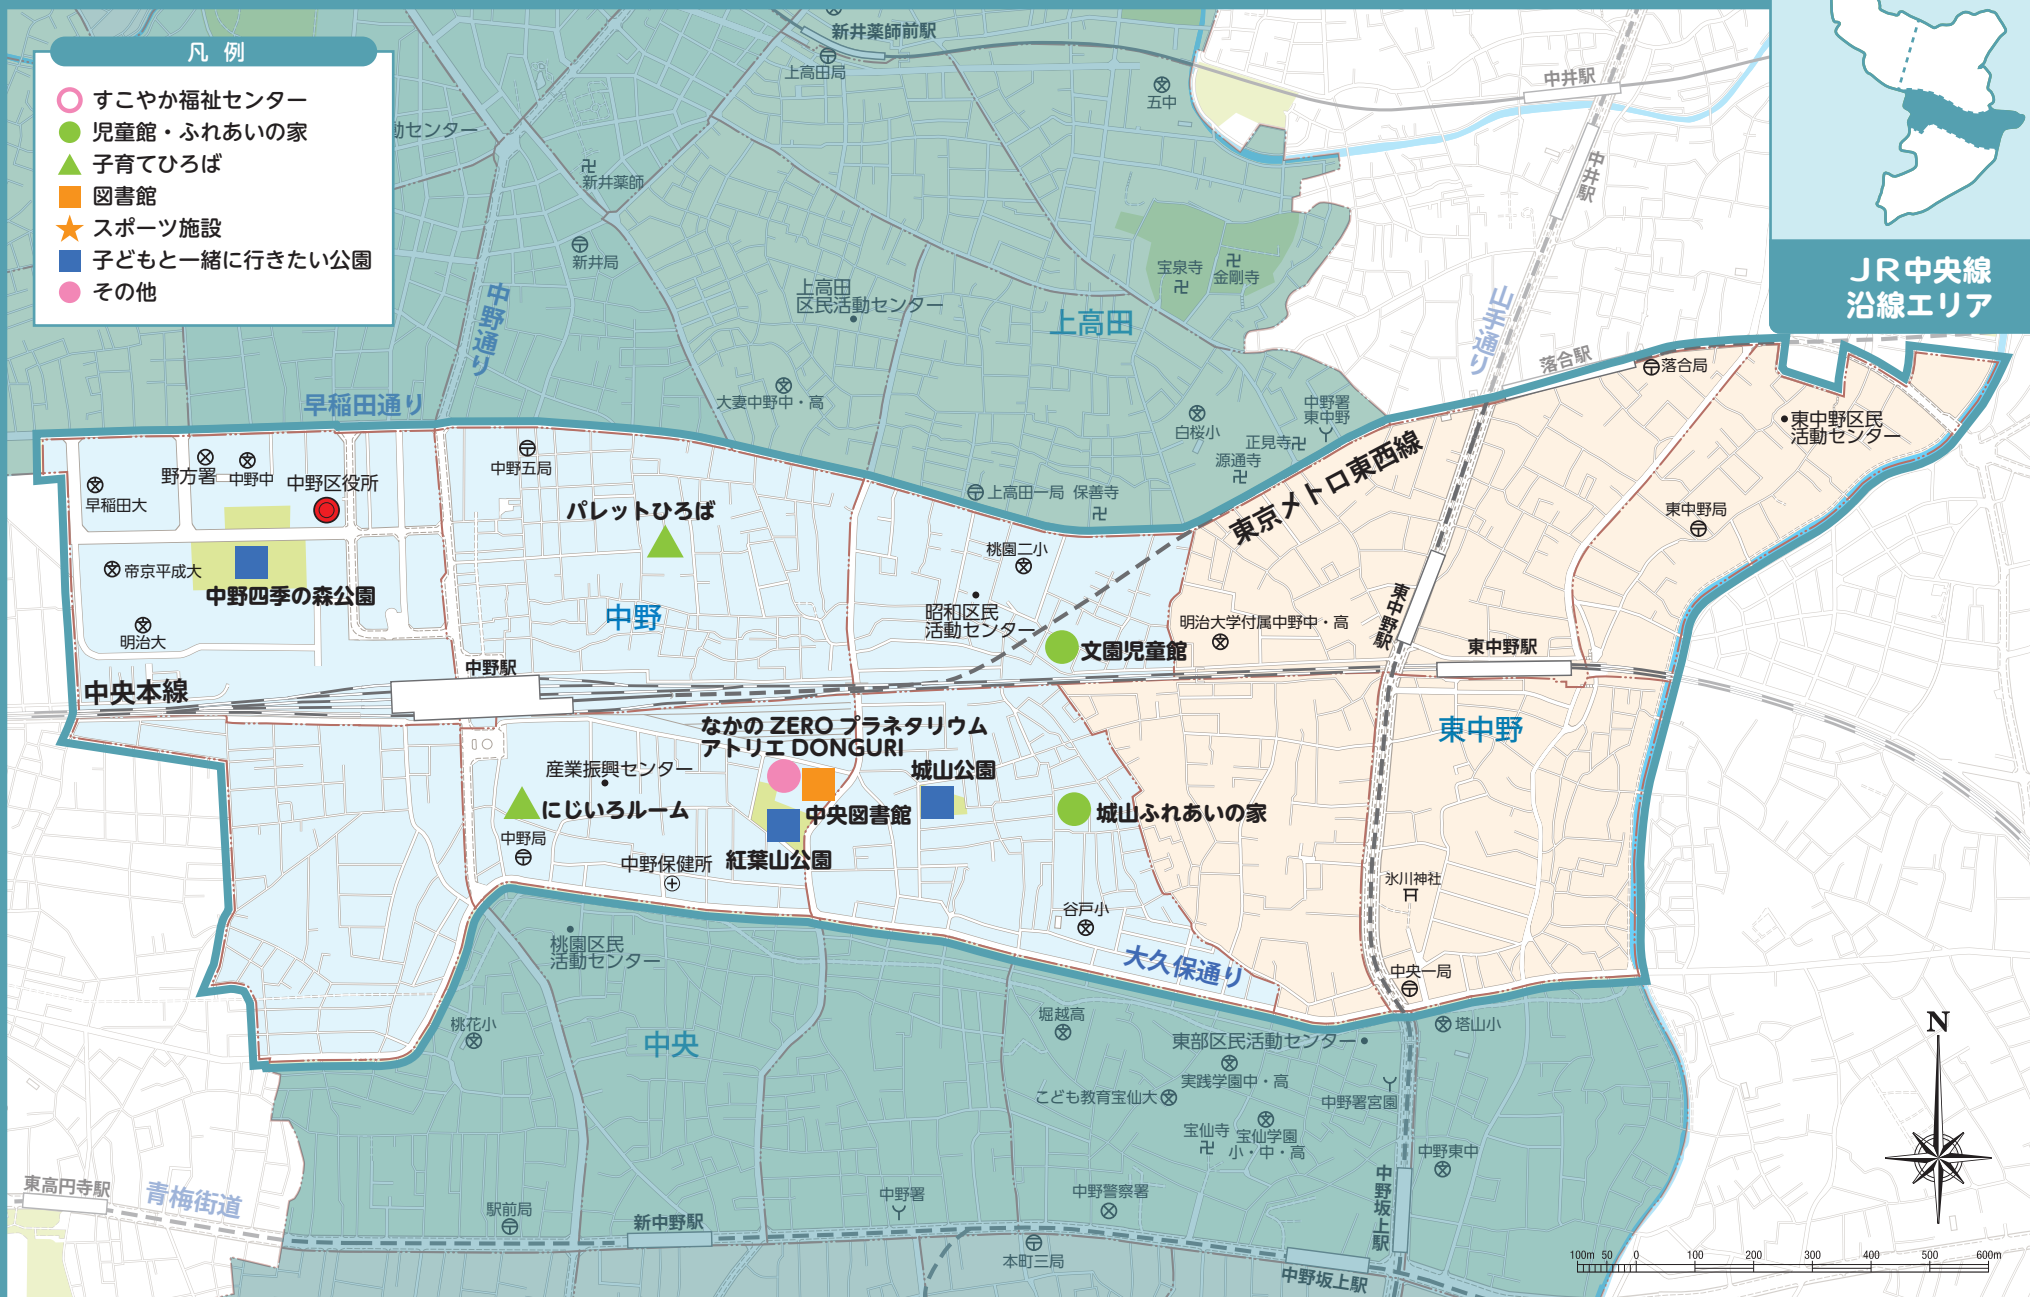 凡例
すこやか福祉センター
児童館・ふれあいの家
子育てひろば
図書館
スポーツ施設
子どもと一緒に行きたい公園
その他
動センター
新井薬師前駅
上高田局
五中
中井駅
中井駅
JR中央線
沿線エリア
新井薬師
新井局
中野通り
上高田
区民活動センター
宝泉寺
金剛寺
上高田
山手通り
落合駅
落合局
早稲田通り
大妻中野中・高
白桜小
中野署
東中野
正見寺
源通寺
東京メトロ東西線
東中野区民
活動センター
早稲田大
野方署
中野中
中野区役所
中野五局
パレットひろば
上高田一局
保善寺
東中野局
帝京平成大
中野四季の森公園
明治大
中野
桃園二小
昭和区民
活動センター
文園児童館
明治大学付属中野中・高
東中野駅
東中野駅
中央本線
中野駅
なかの ZERO プラネタリウム
アトリエ DONGURI
東中野
産業振興センター
城山公園
にじいろルーム
中央図書館
城山ふれあいの家
中野局
中野保健所
紅葉山公園
氷川神社
谷戸小
大久保通り
中央一局
桃園区民
活動センター
桃花小
中央
堀越高
東部区民活動センター
塔山小
実践学園中・高
こども教育宝仙大
中野署宮園
宝仙寺
宝仙学園
小・中・高
中野東中
N
東高円寺駅
青梅街道
駅前局
新中野駅
中野署
中野警察署
中野坂上駅
本町三局
中野坂上駅
100m 50 0 100 200 300 400 500 600m